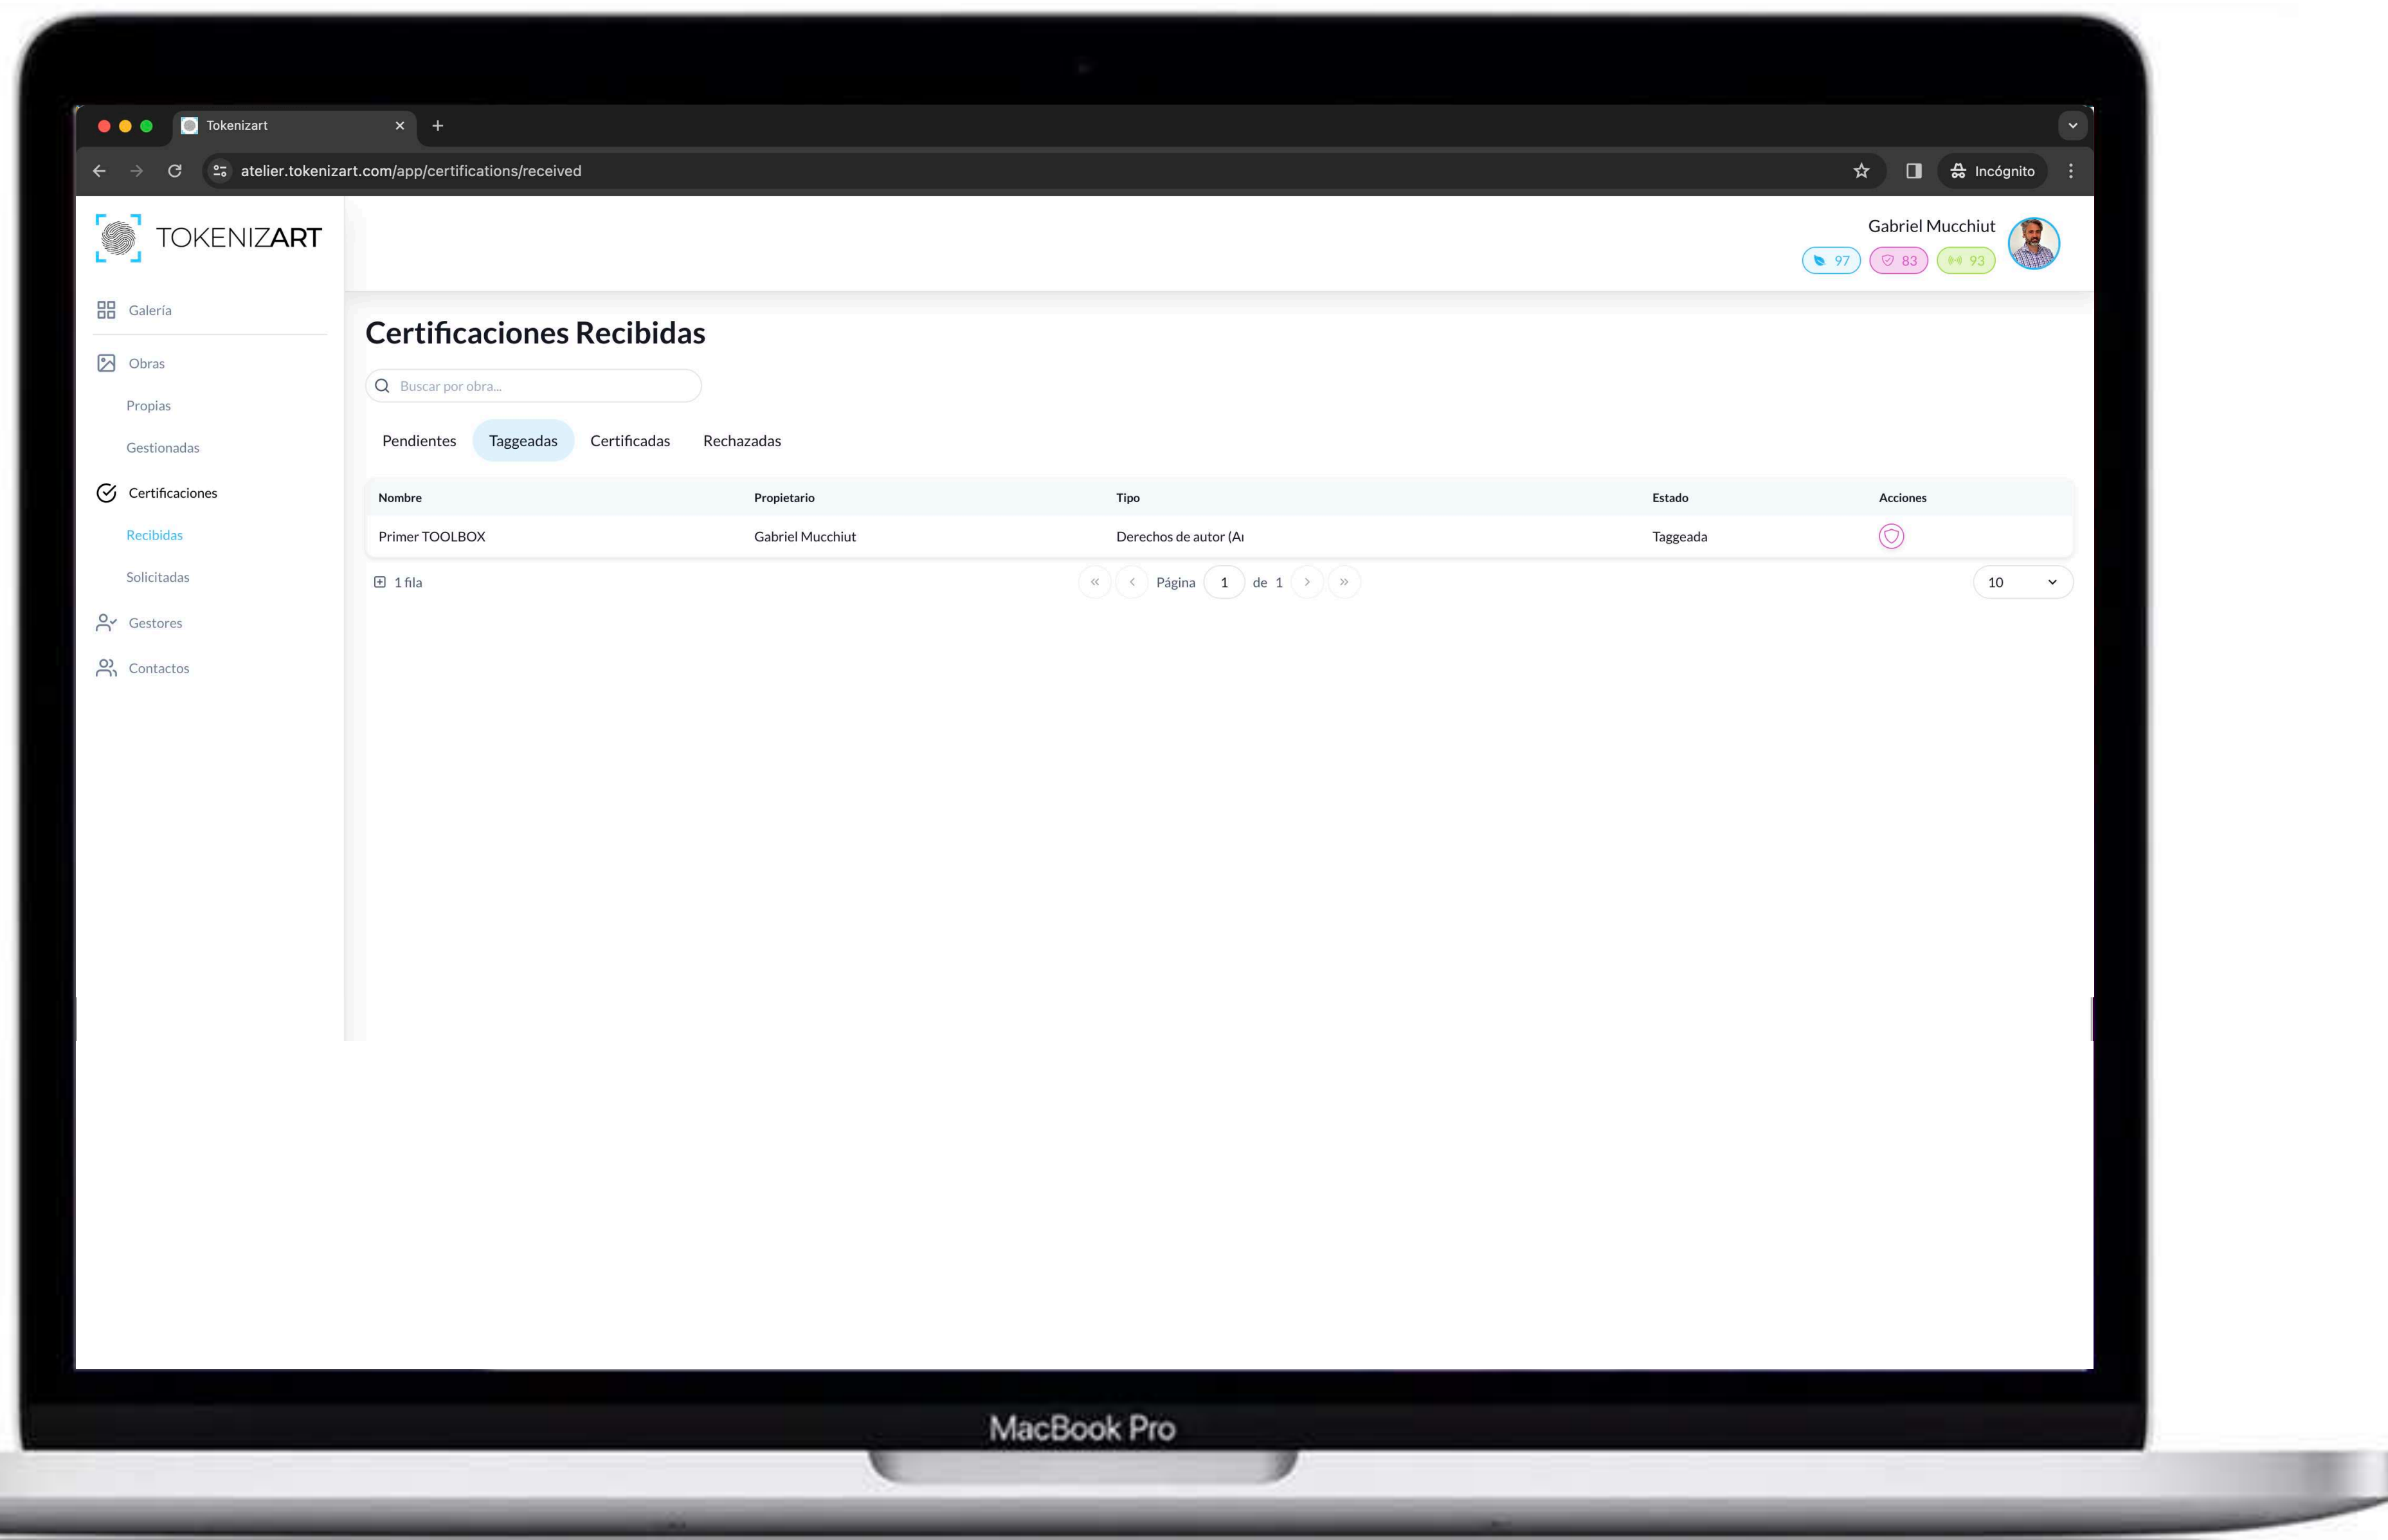 Tokenizart
atelier.tokenizart.com/app/certifications/received
Incógnito
TOKENIZART
Gabriel Mucchiut
97 83 93
Galería
Obras
Propias
Gestionadas
Certificaciones
Recibidas
Solicitadas
Gestores
Contactos
Certificaciones Recibidas
Buscar por obra...
Pendientes Taggeadas Certificadas Rechazadas
Nombre Propietario Tipo Estado Acciones
Primer TOOLBOX Gabriel Mucchiut Derechos de autor Taggeada
1 fila Página 1 de 1 10
MacBook Pro